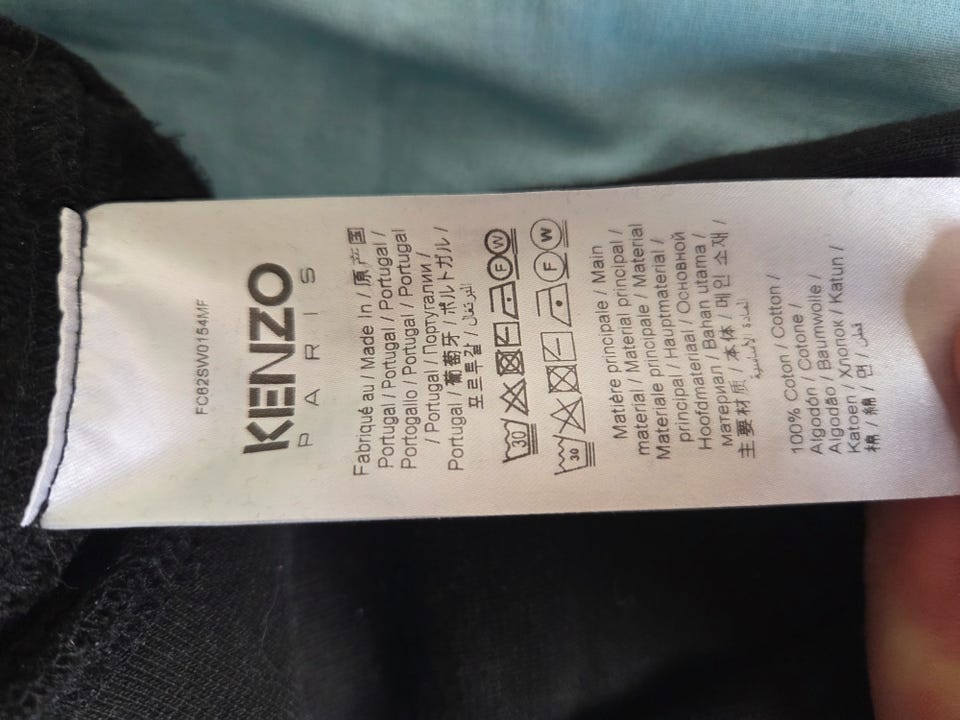 FC62SW0154MF
KENZO
PARIS
Fabriqué au / Made In / 原产国
Portugal / Portugal / Portugal /
Portogallo / Portugal / Portugal
/ Portugal / Португалии /
Portugal / 葡萄牙 / ポルトガル /
포르투갈 / البرتغال
30 F W
30 F W
Matière principale / Main
material / Material principal /
Materiale principale / Material
principal / Hauptmaterial /
Hoofdmateriaal / Основной
материал / Bahan utama /
主要材质 / 本体 / 메인 소재 /
المادة الأساسية
100% Coton / Cotton /
Algodón / Cotone /
Algodão / Baumwolle /
Katoen / Хлопок / Katun /
棉 / 綿 / 면 / قطن